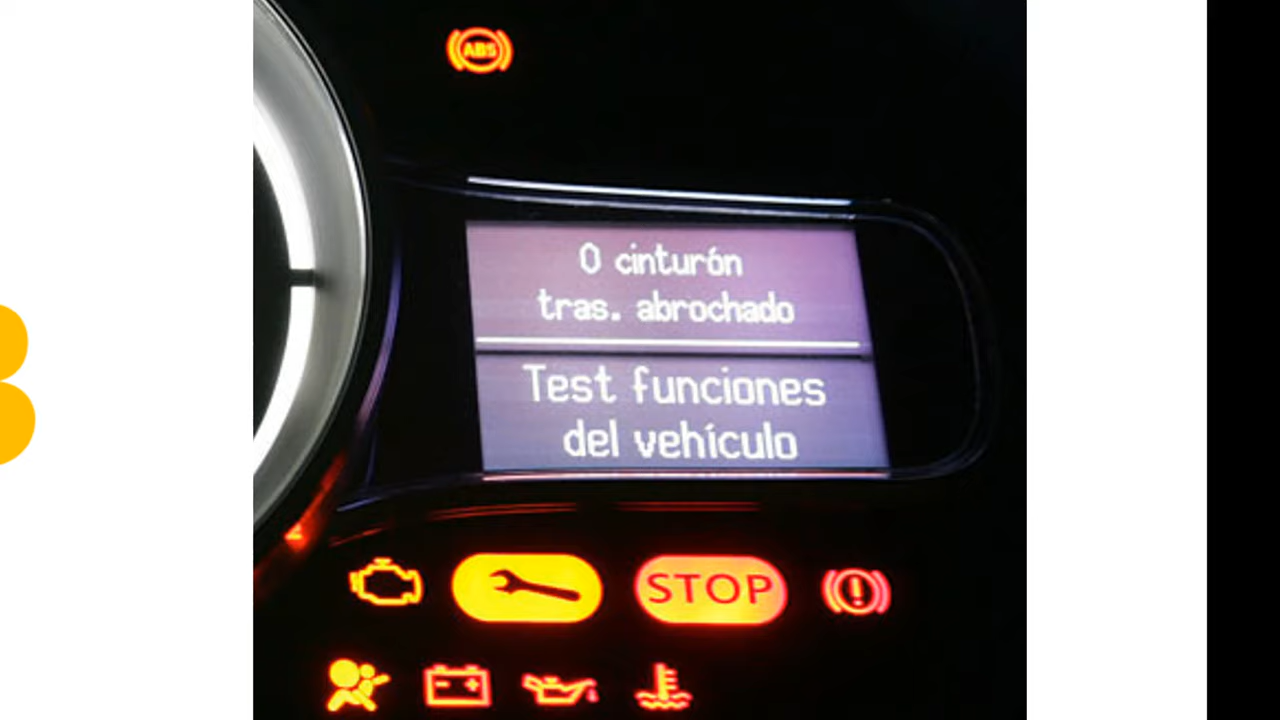 ABS
0 cinturón
tras. abrochado
Test funciones
del vehículo
STOP